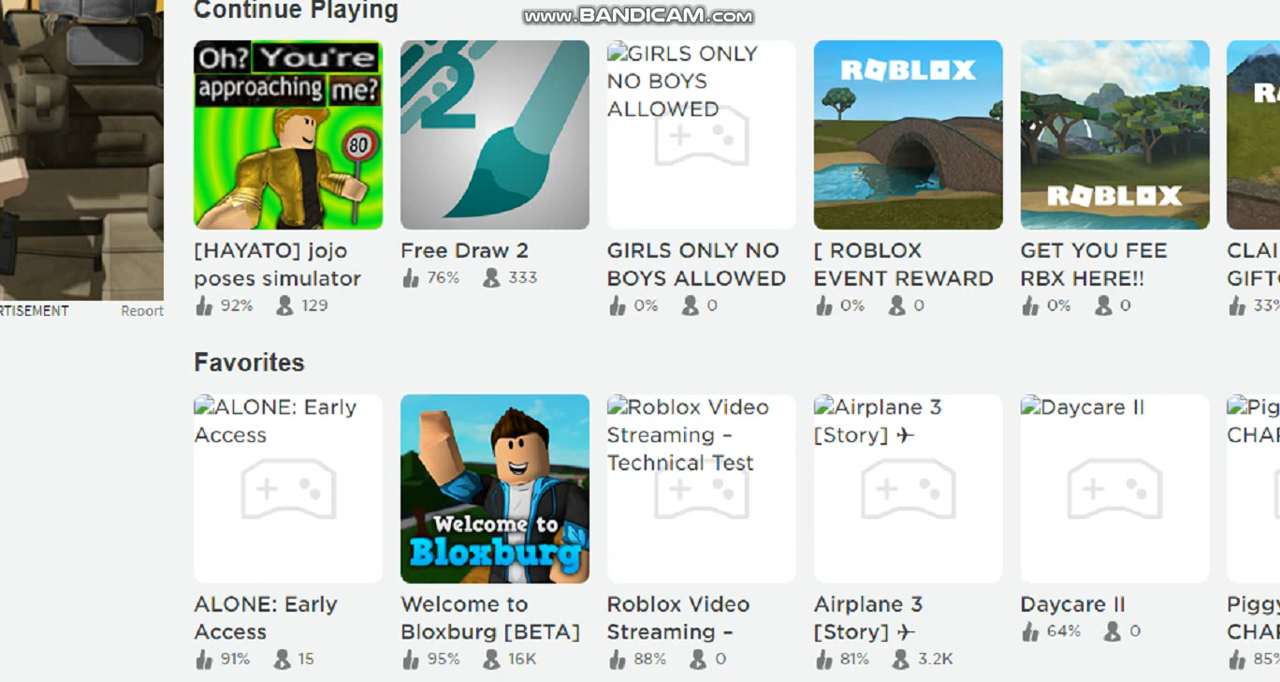 Continue Playing
www.BANDICAM.com
Oh? You're
approaching me?
80
2
GIRLS ONLY
NO BOYS
ALLOWED
ROBLOX
ROBLOX
[HAYATO] jojo
poses simulator
92% 129
Free Draw 2
76% 333
GIRLS ONLY NO
BOYS ALLOWED
0% 0
[ ROBLOX
EVENT REWARD
0% 0
GET YOU FEE
RBX HERE!!
0% 0
33%
RTISEMENT Report
Favorites
ALONE: Early
Access
Welcome to
Bloxburg
Roblox Video
Streaming –
Technical Test
Airplane 3
[Story] ✈
Daycare II
ALONE: Early
Access
91% 15
Welcome to
Bloxburg [BETA]
95% 16K
Roblox Video
Streaming –
88% 0
Airplane 3
[Story] ✈
81% 3.2K
Daycare II
64% 0
Piggy
85%